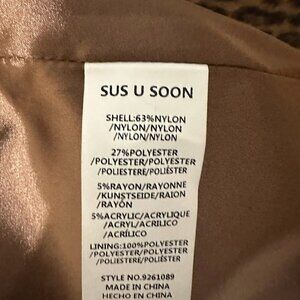 SUS U SOON
SHELL:63%NYLON
/NYLON/NYLON
/NYLON/NYLON
27%POLYESTER
/POLYESTER/POLYESTER
/POLIESTERE/POLIÉSTER
5%RAYON/RAYONNE
/KUNSTSEIDE/RAION
/RAYÓN
5%ACRYLIC/ACRYLIQUE
/ACRYL/ACRILICO
/ACRÍLICO
LINING:100%POLYESTER
/POLYESTER/POLYESTER
/POLIESTERE/POLIÉSTER
STYLE NO.9261089
MADE IN CHINA
HECHO EN CHINA